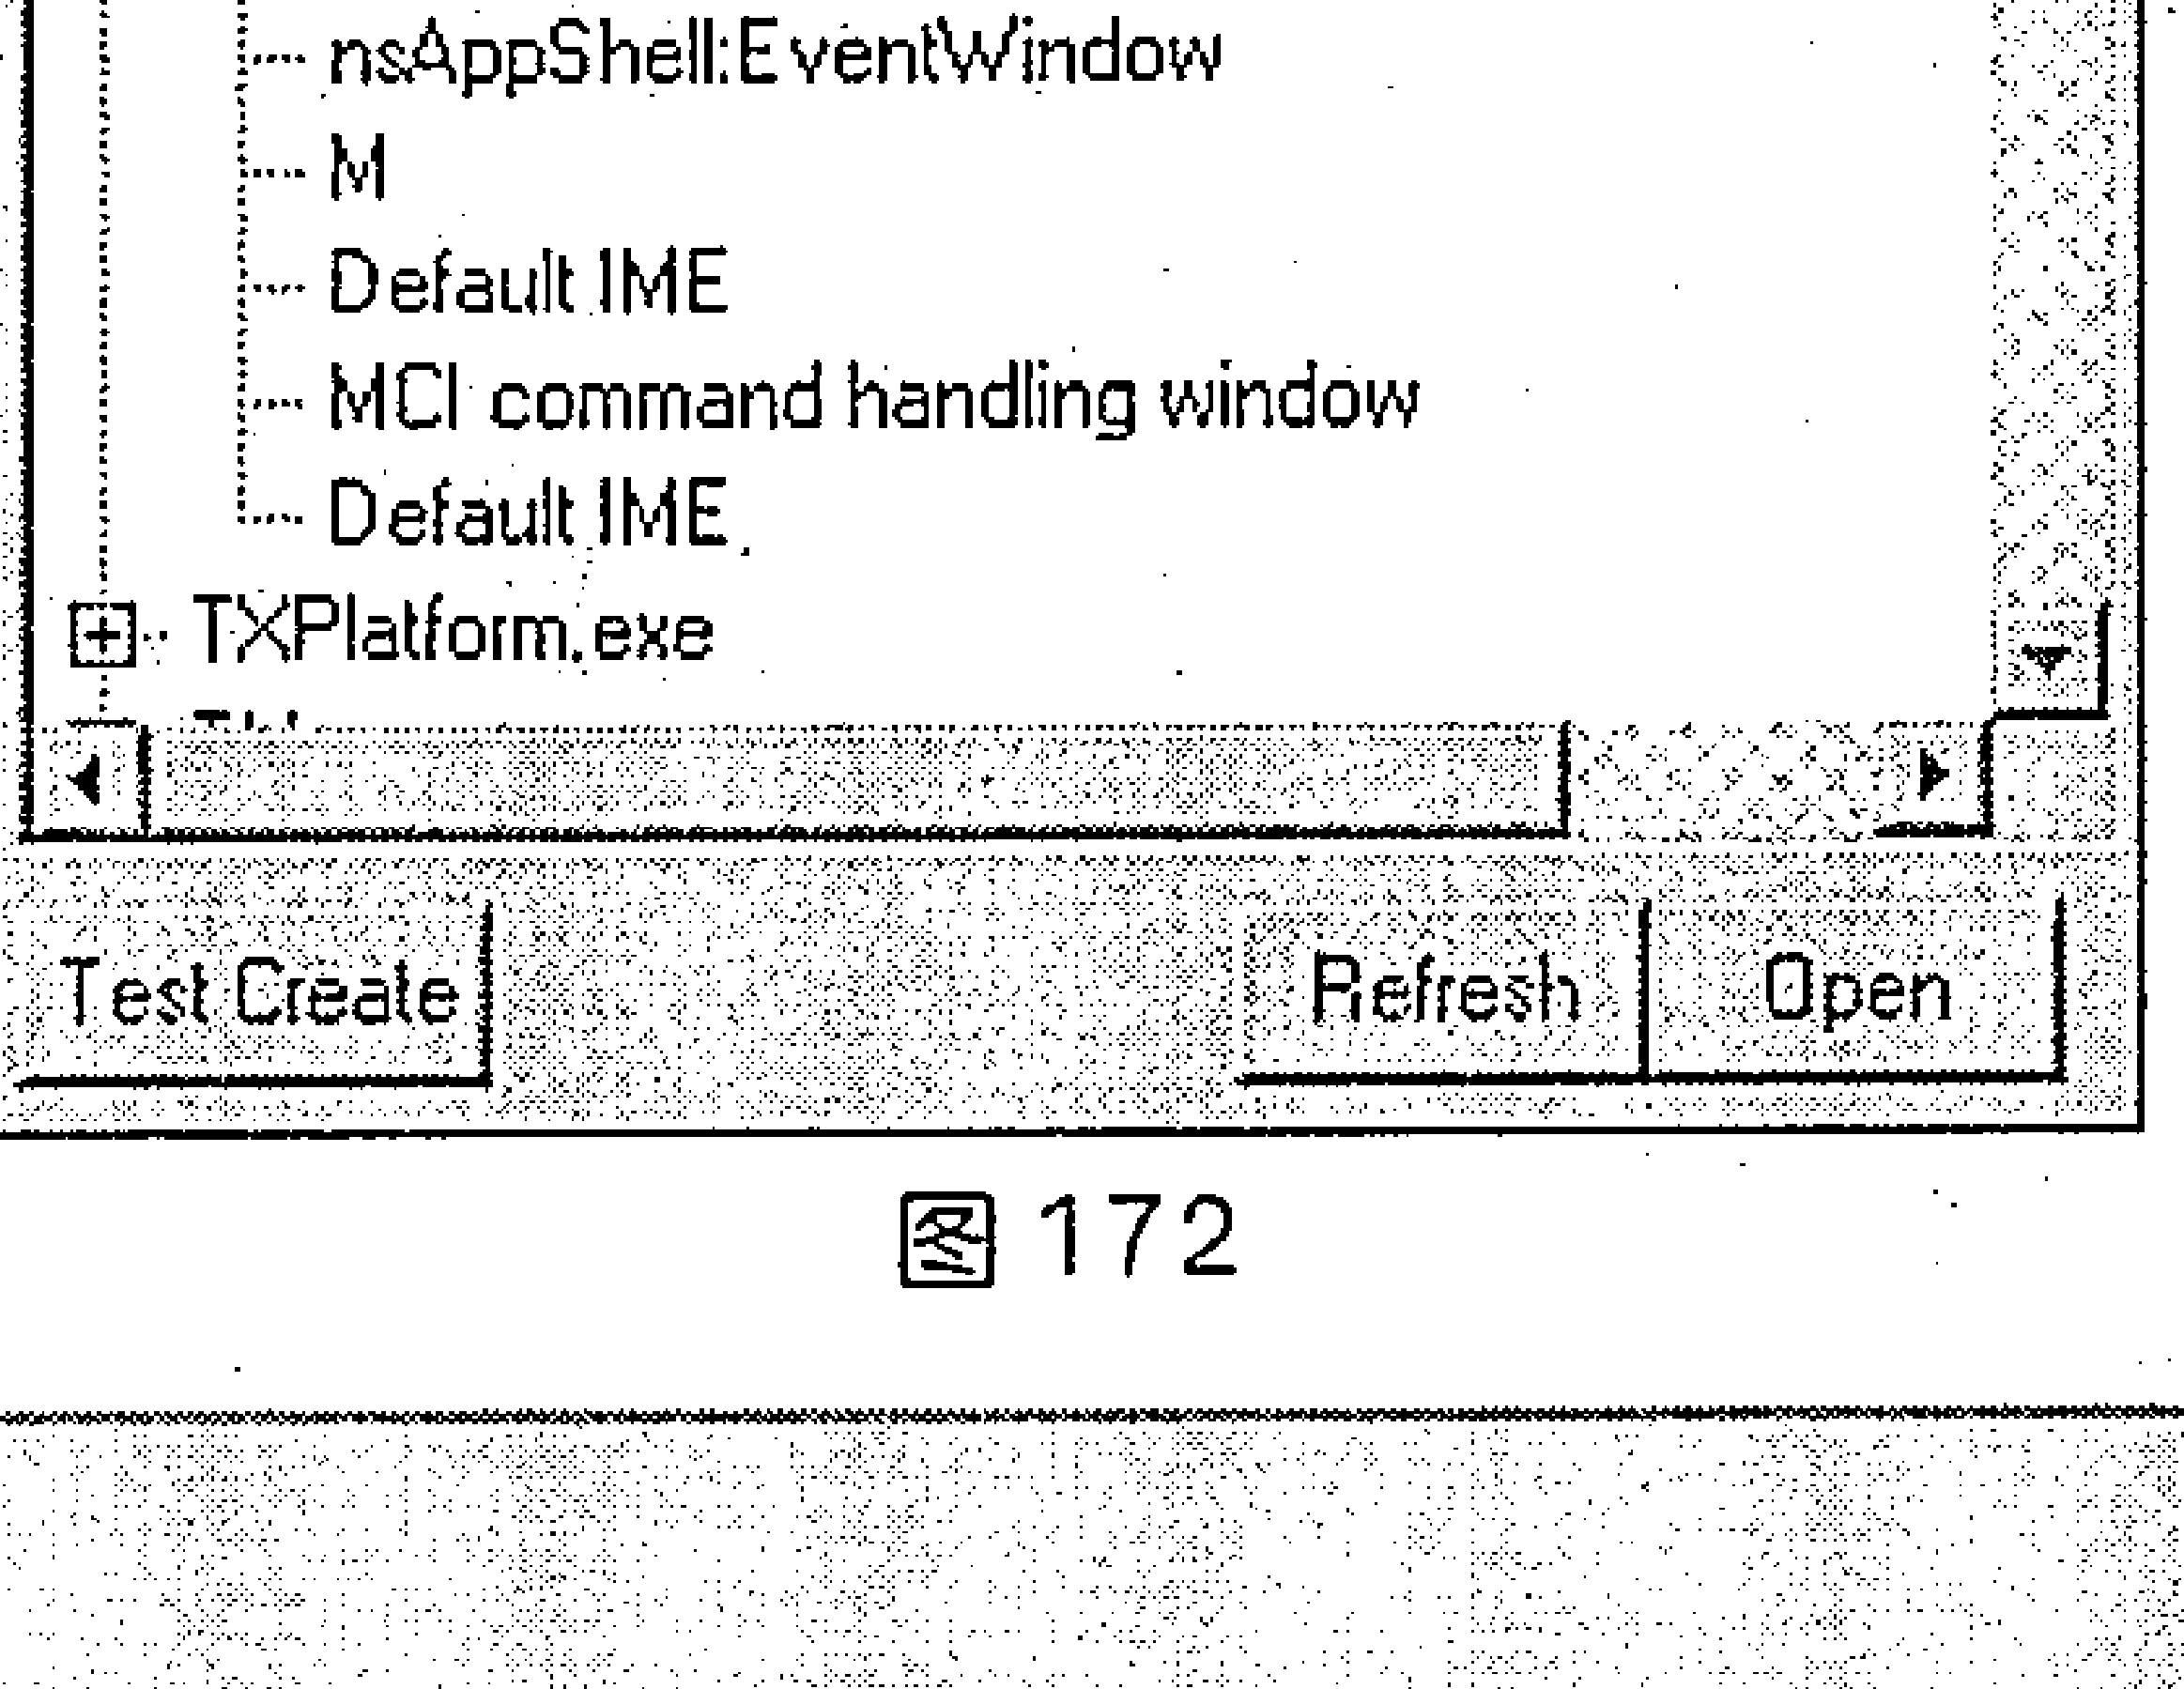 nsAppShell:EventWindow
M
Default IME
MCI command handling window
Default IME
TXPlatform.exe
Test Create Refresh Open
图 172